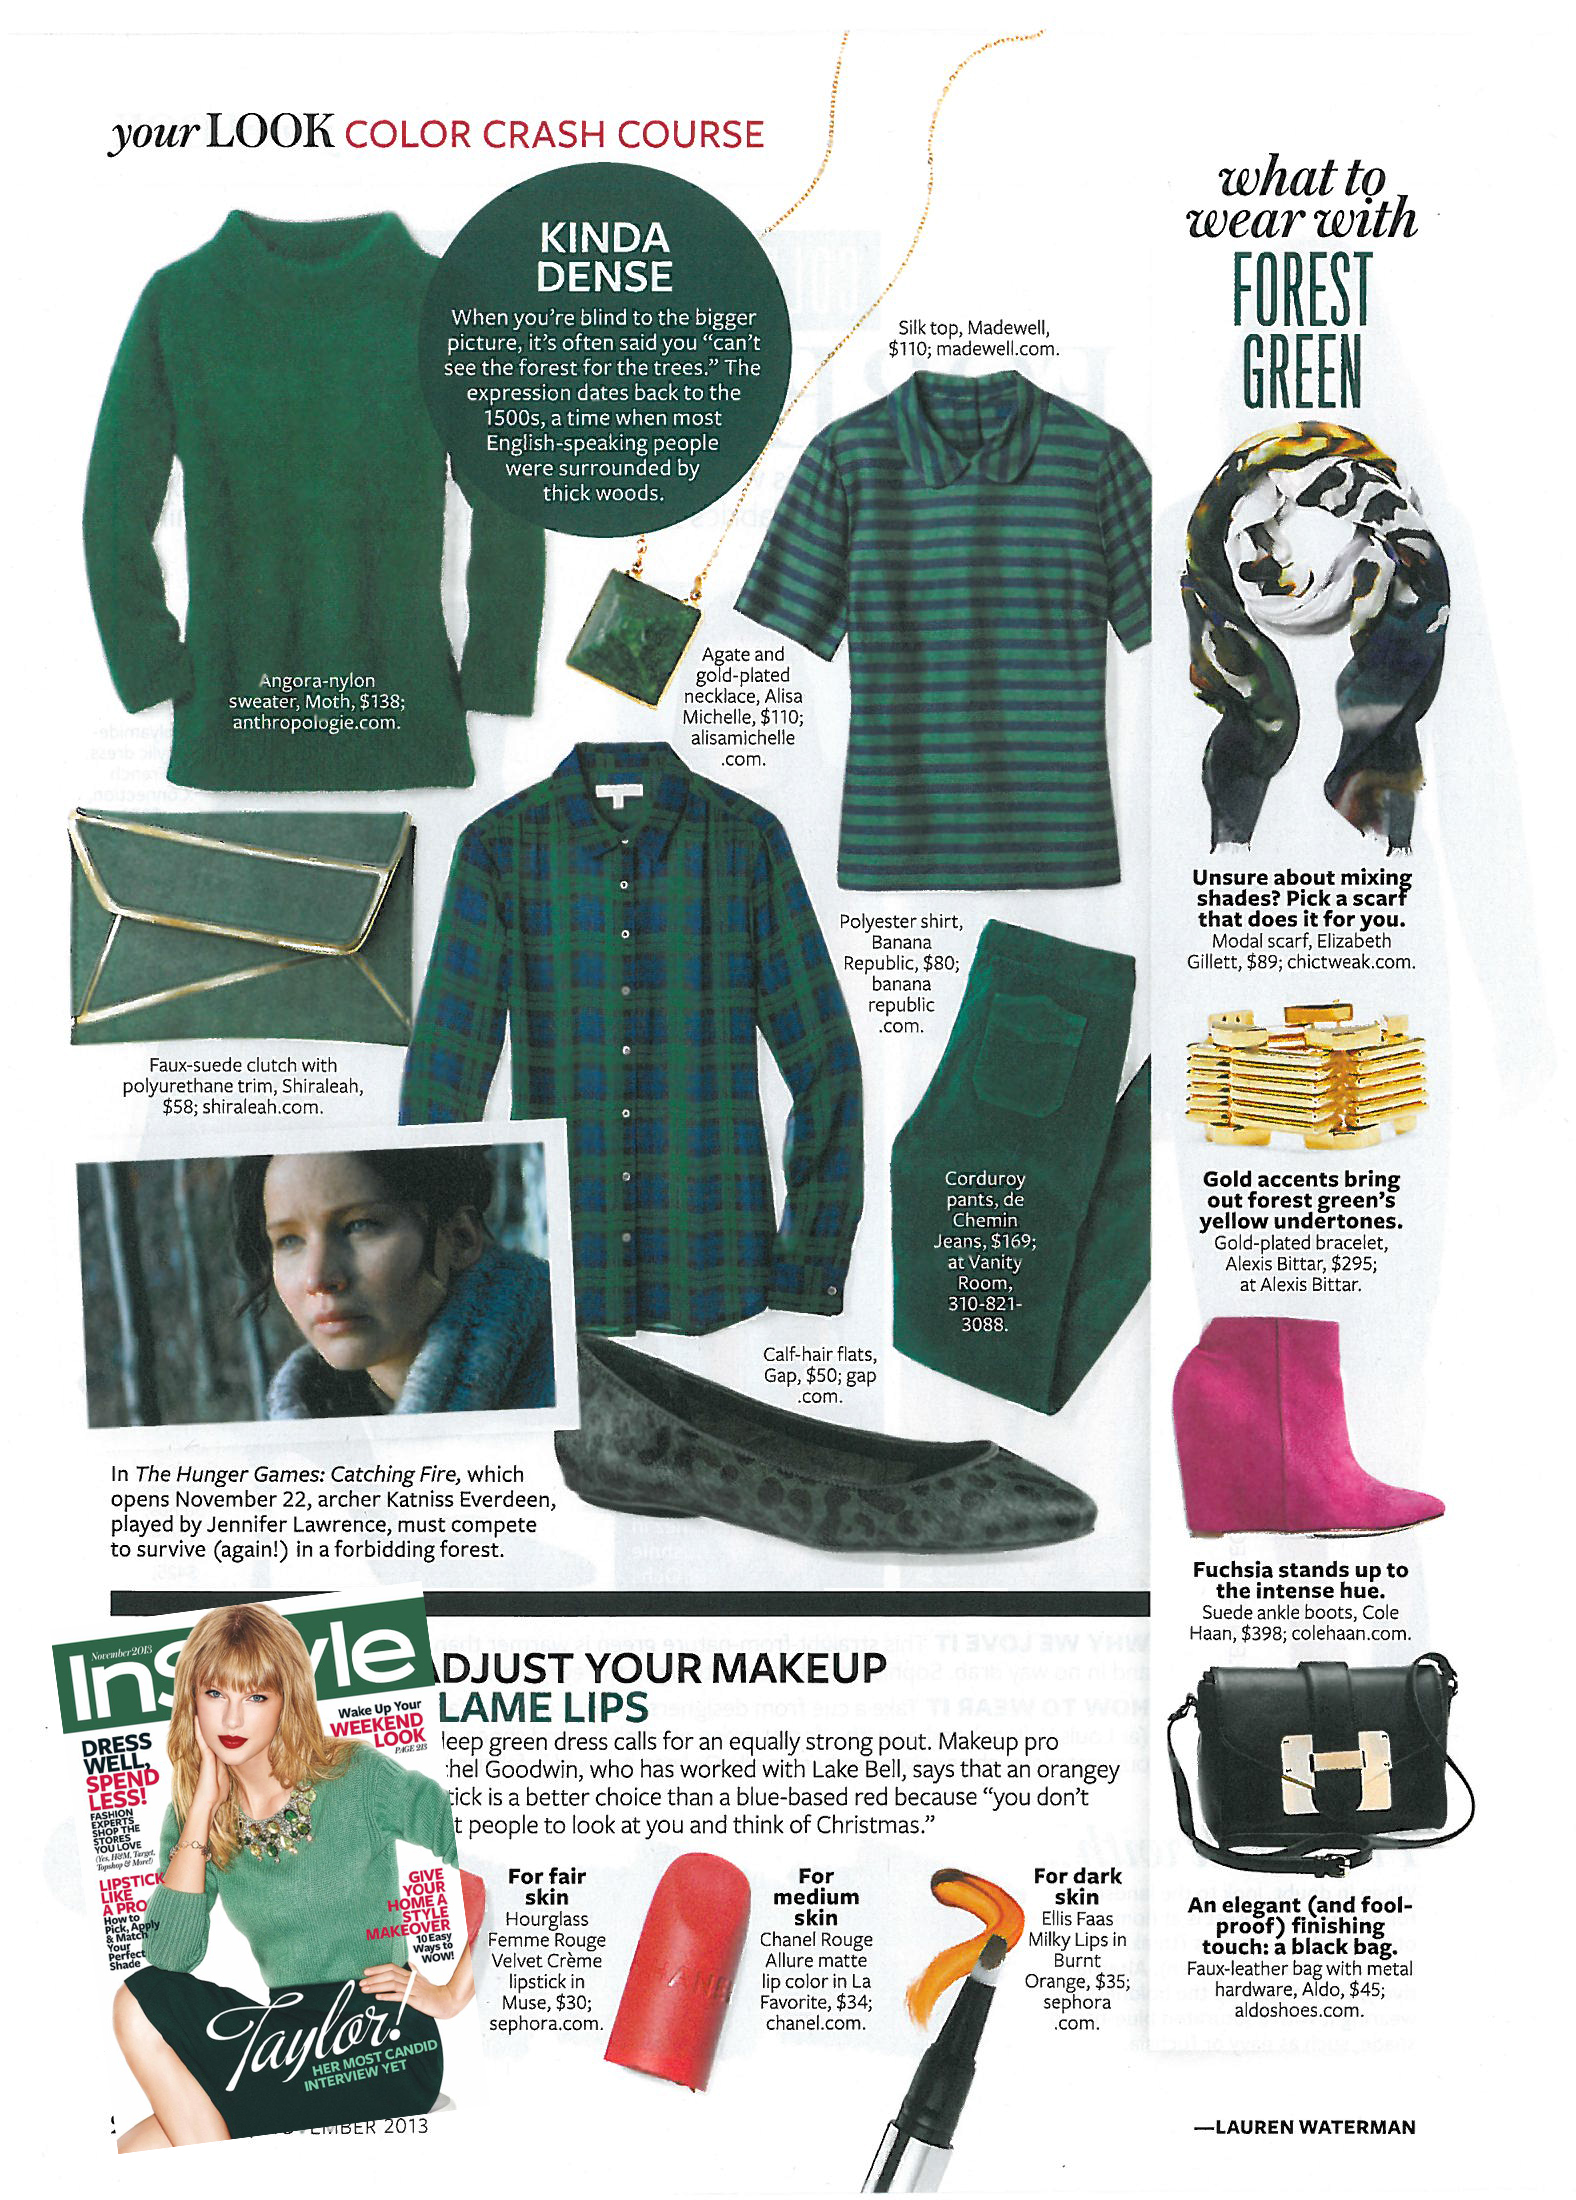 your LOOK COLOR CRASH COURSE
KINDA
DENSE
When you're blind to the bigger
picture, it's often said you "can't
see the forest for the trees." The
expression dates back to the
1500s, a time when most
English-speaking people
were surrounded by
thick woods.
Silk top, Madewell,
$110; madewell.com.
Angora-nylon
sweater, Moth, $138;
anthropologie.com.
Agate and
gold-plated
necklace, Alisa
Michelle, $110;
alisamichelle
.com.
Polyester shirt,
Banana
Republic, $80;
banana
republic
.com.
Faux-suede clutch with
polyurethane trim, Shiraleah,
$58; shiraleah.com.
Corduroy
pants, de
Chemin
Jeans, $169;
at Vanity
Room,
310-821-
3088.
Calf-hair flats,
Gap, $50; gap
.com.
In The Hunger Games: Catching Fire, which
opens November 22, archer Katniss Everdeen,
played by Jennifer Lawrence, must compete
to survive (again!) in a forbidding forest.
what to
wear with
FOREST
GREEN
Unsure about mixing
shades? Pick a scarf
that does it for you.
Modal scarf, Elizabeth
Gillett, $89; chictweak.com.
Gold accents bring
out forest green's
yellow undertones.
Gold-plated bracelet,
Alexis Bittar, $295;
at Alexis Bittar.
Fuchsia stands up to
the intense hue.
Suede ankle boots, Cole
Haan, $398; colehaan.com.
An elegant (and fool-
proof) finishing
touch: a black bag.
Faux-leather bag with metal
hardware, Aldo, $45;
aldoshoes.com.
DJUST YOUR MAKEUP
LAME LIPS
eep green dress calls for an equally strong pout. Makeup pro
hel Goodwin, who has worked with Lake Bell, says that an orangey
tick is a better choice than a blue-based red because "you don't
t people to look at you and think of Christmas."
For fair
skin
Hourglass
Femme Rouge
Velvet Crème
lipstick in
Muse, $30;
sephora.com.
CHANEL
For
medium
skin
Chanel Rouge
Allure matte
lip color in La
Favorite, $34;
chanel.com.
For dark
skin
Ellis Faas
Milky Lips in
Burnt
Orange, $35;
sephora
.com.
November 2013
InStyle
DRESS
WELL,
SPEND
LESS!
FASHION
EXPERTS
SHOP THE
STORES
YOU LOVE
(Yes, H&M, Target,
Topshop & More!)
LIPSTICK
LIKE
A PRO
How to
Pick, Apply
& Match
Your
Perfect
Shade
Wake Up Your
WEEKEND
LOOK
PAGE 213
GIVE
YOUR
HOME A
STYLE
MAKEOVER
10 Easy
Ways to
WOW!
Taylor!
HER MOST CANDID
INTERVIEW YET
EMBER 2013
—LAUREN WATERMAN